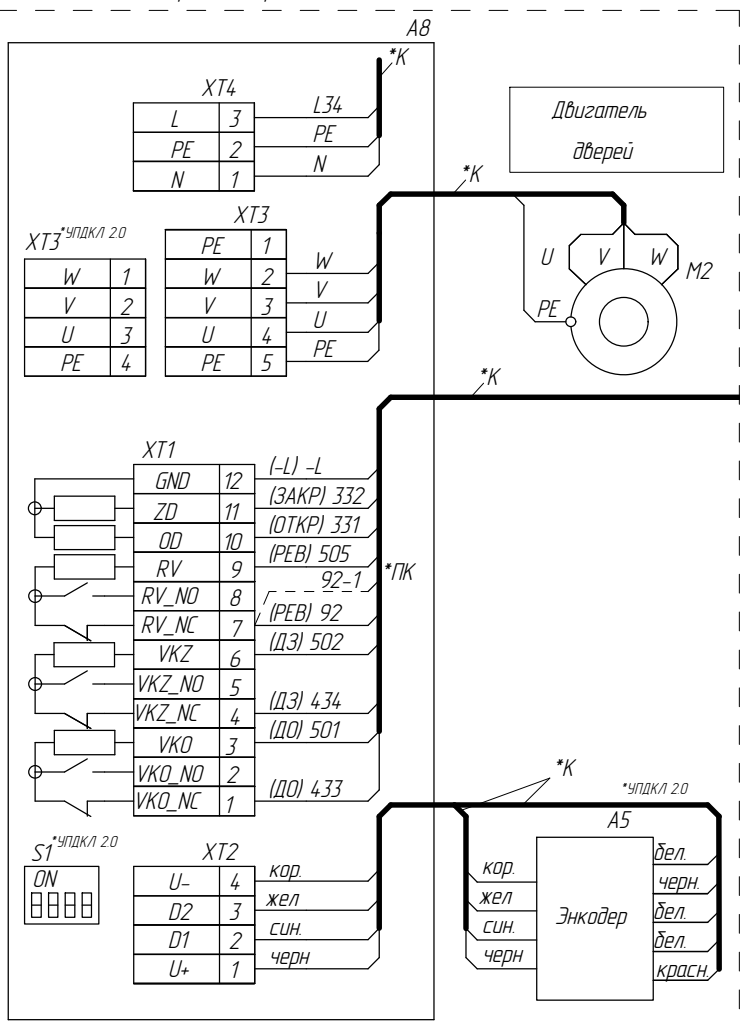 A8
*К
XT4
L 3 L34
PE 2 PE
N 1 N
Двигатель
дверей
*К
XT3
PE 1
W 2 W
V 3 V
U 4 U
PE 5 PE
XT3 *УПДКЛ 2.0
W 1
V 2
U 3
PE 4
U V W
M2
PE
*К
XT1
GND 12 (-L) -L
ZD 11 (ЗАКР) 332
OD 10 (ОТКР) 331
RV 9 (РЕВ) 505
RV_NO 8 92-1
RV_NC 7 (РЕВ) 92
VKZ 6 (ДЗ) 502
VKZ_NO 5
VKZ_NC 4 (ДЗ) 434
VKO 3 (ДО) 501
VKO_NO 2
VKO_NC 1 (ДО) 433
*ПК
*К
*УПДКЛ 2.0
S1 *УПДКЛ 2.0
ON
XT2
U- 4 кор.
D2 3 жел
D1 2 син.
U+ 1 черн
A5
Энкодер
кор.
жел
син.
черн
бел.
черн.
бел.
бел.
красн.